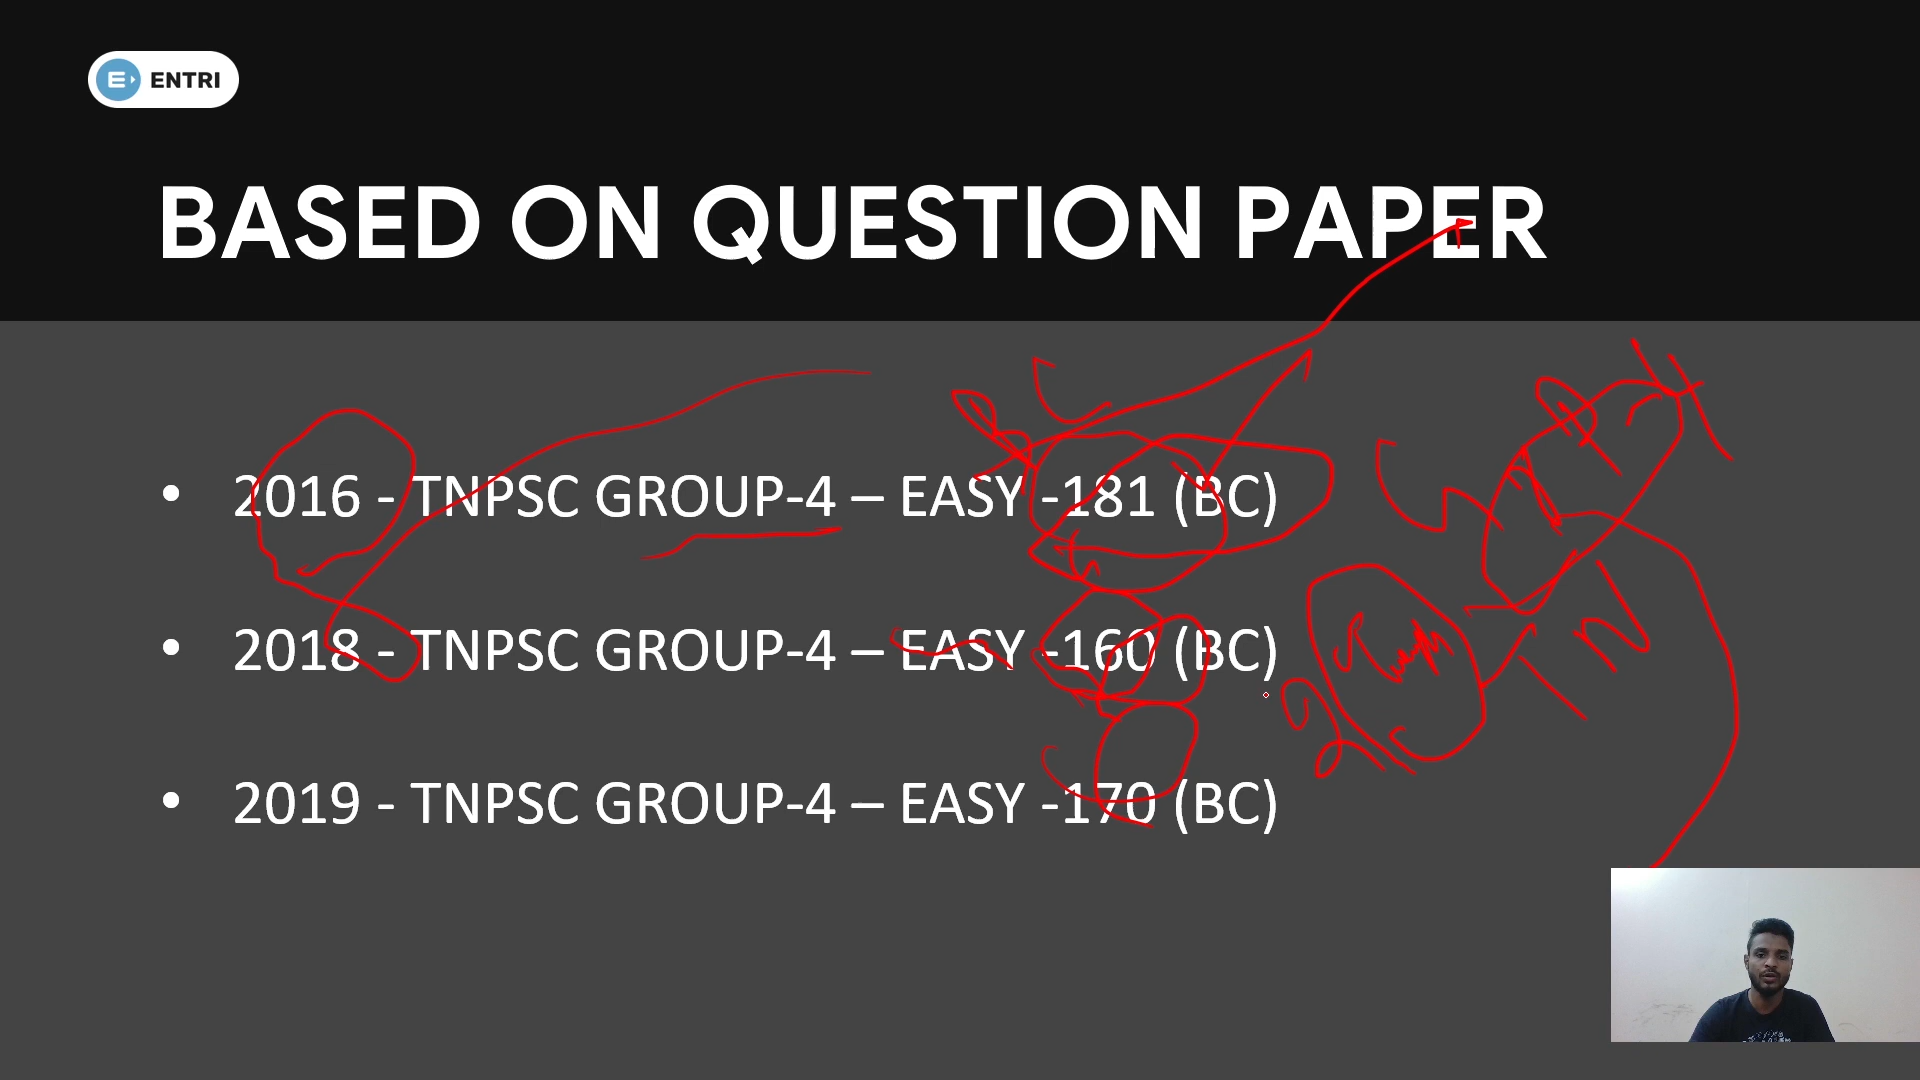 ENTRI
BASED ON QUESTION PAPER
• 2016 - TNPSC GROUP-4 – EASY -181 (BC)
• 2018 - TNPSC GROUP-4 – EASY -160 (BC)
• 2019 - TNPSC GROUP-4 – EASY -170 (BC)